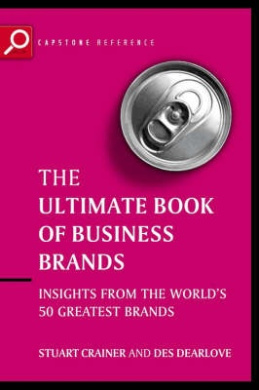 CAPSTONE REFERENCE
THE
ULTIMATE BOOK
OF BUSINESS
BRANDS
INSIGHTS FROM THE WORLD'S
50 GREATEST BRANDS
STUART CRAINER AND DES DEARLOVE